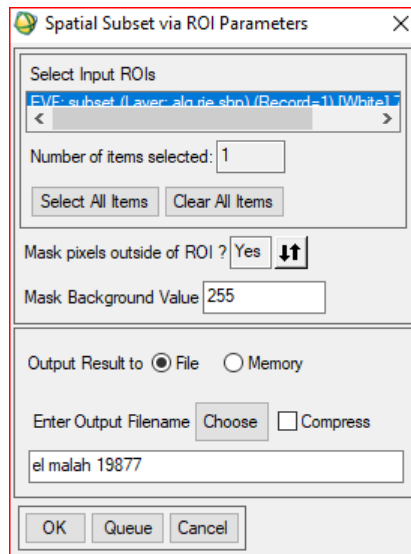 Spatial Subset via ROI Parameters
Select Input ROIs
EVF: subset (Layer: alg rie.shp) (Record=1) [White] 7
Number of items selected: 1
Select All Items Clear All Items
Mask pixels outside of ROI ? Yes
Mask Background Value 255
Output Result to File Memory
Enter Output Filename Choose Compress
el malah 19877
OK Queue Cancel